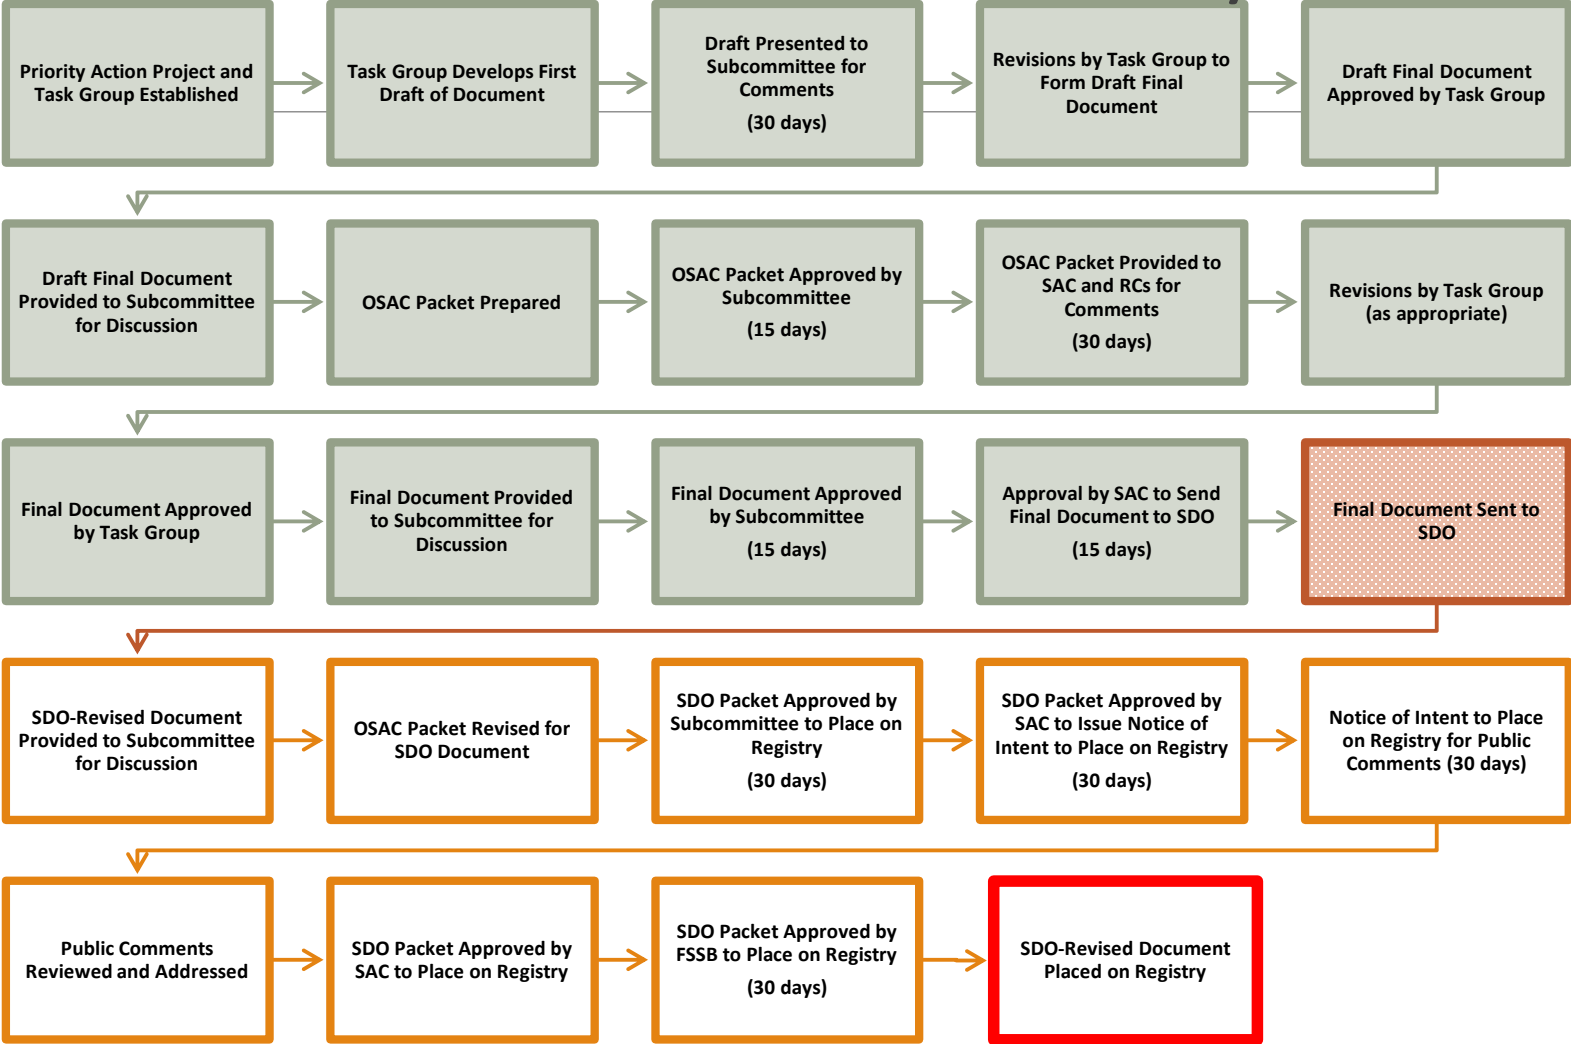 Priority Action Project and
Task Group Established
Task Group Develops First
Draft of Document
Draft Presented to
Subcommittee for
Comments
(30 days)
Revisions by Task Group to
Form Draft Final
Document
Draft Final Document
Approved by Task Group
Draft Final Document
Provided to Subcommittee
for Discussion
OSAC Packet Prepared
OSAC Packet Approved by
Subcommittee
(15 days)
OSAC Packet Provided to
SAC and RCs for
Comments
(30 days)
Revisions by Task Group
(as appropriate)
Final Document Approved
by Task Group
Final Document Provided
to Subcommittee for
Discussion
Final Document Approved
by Subcommittee
(15 days)
Approval by SAC to Send
Final Document to SDO
(15 days)
Final Document Sent to
SDO
SDO-Revised Document
Provided to Subcommittee
for Discussion
OSAC Packet Revised for
SDO Document
SDO Packet Approved by
Subcommittee to Place on
Registry
(30 days)
SDO Packet Approved by
SAC to Issue Notice of
Intent to Place on Registry
(30 days)
Notice of Intent to Place
on Registry for Public
Comments (30 days)
Public Comments
Reviewed and Addressed
SDO Packet Approved by
SAC to Place on Registry
SDO Packet Approved by
FSSB to Place on Registry
(30 days)
SDO-Revised Document
Placed on Registry